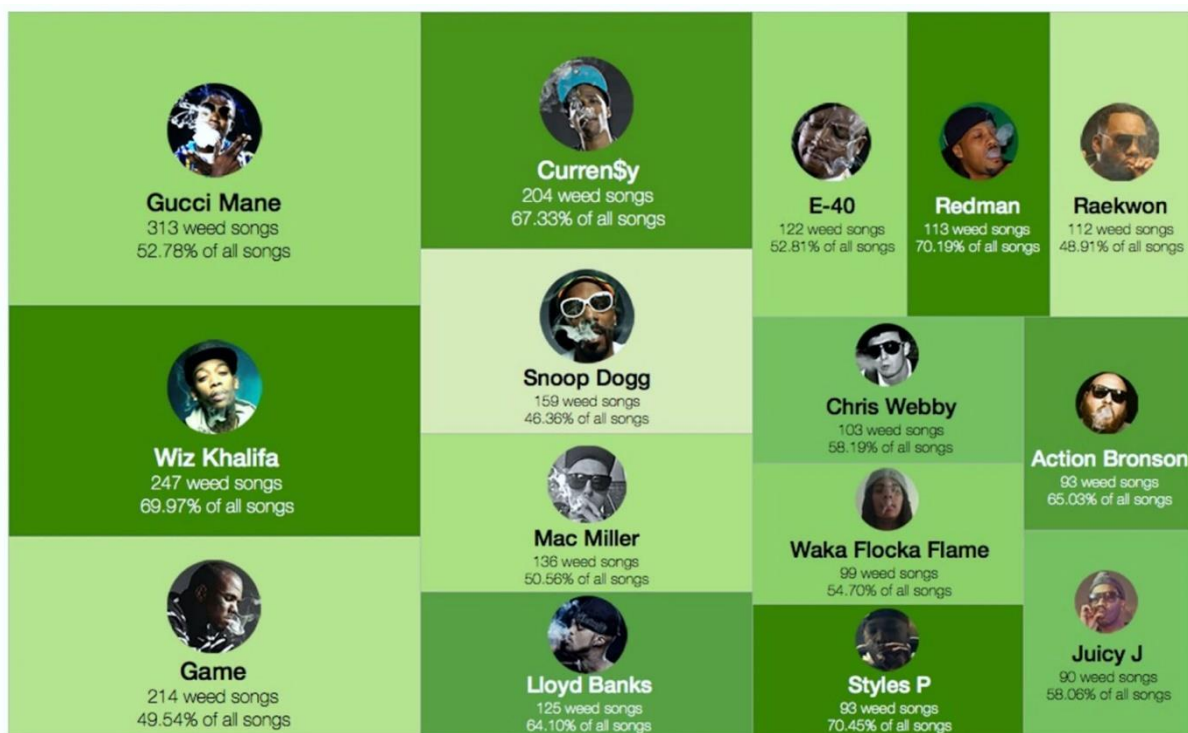 Gucci Mane
313 weed songs
52.78% of all songs
Wiz Khalifa
247 weed songs
69.97% of all songs
Game
214 weed songs
49.54% of all songs
Curren$y
204 weed songs
67.33% of all songs
Snoop Dogg
159 weed songs
46.36% of all songs
Mac Miller
136 weed songs
50.56% of all songs
Lloyd Banks
125 weed songs
64.10% of all songs
E-40
122 weed songs
52.81% of all songs
Redman
113 weed songs
70.19% of all songs
Raekwon
112 weed songs
48.91% of all songs
Chris Webby
103 weed songs
58.19% of all songs
Waka Flocka Flame
99 weed songs
54.70% of all songs
Styles P
93 weed songs
70.45% of all songs
Action Bronson
93 weed songs
65.03% of all songs
Juicy J
90 weed songs
58.06% of all songs